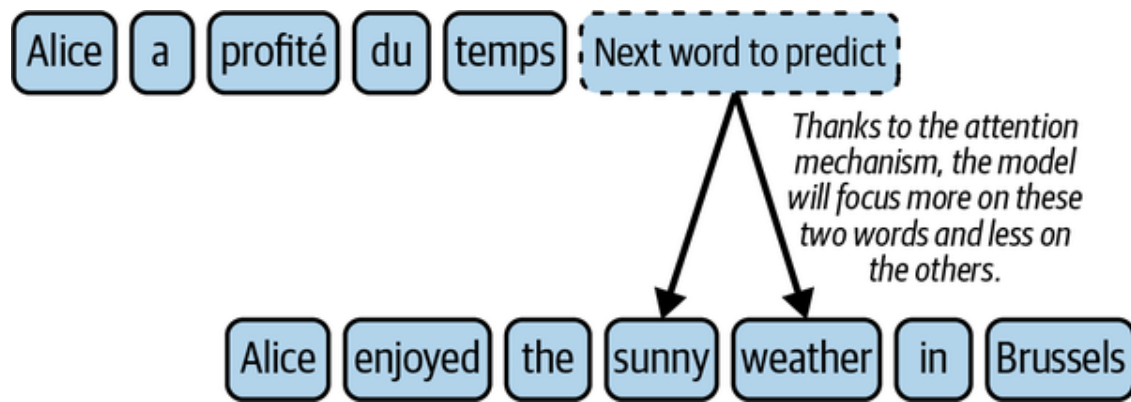 Alice a profité du temps Next word to predict
Thanks to the attention
mechanism, the model
will focus more on these
two words and less on
the others.
Alice enjoyed the sunny weather in Brussels